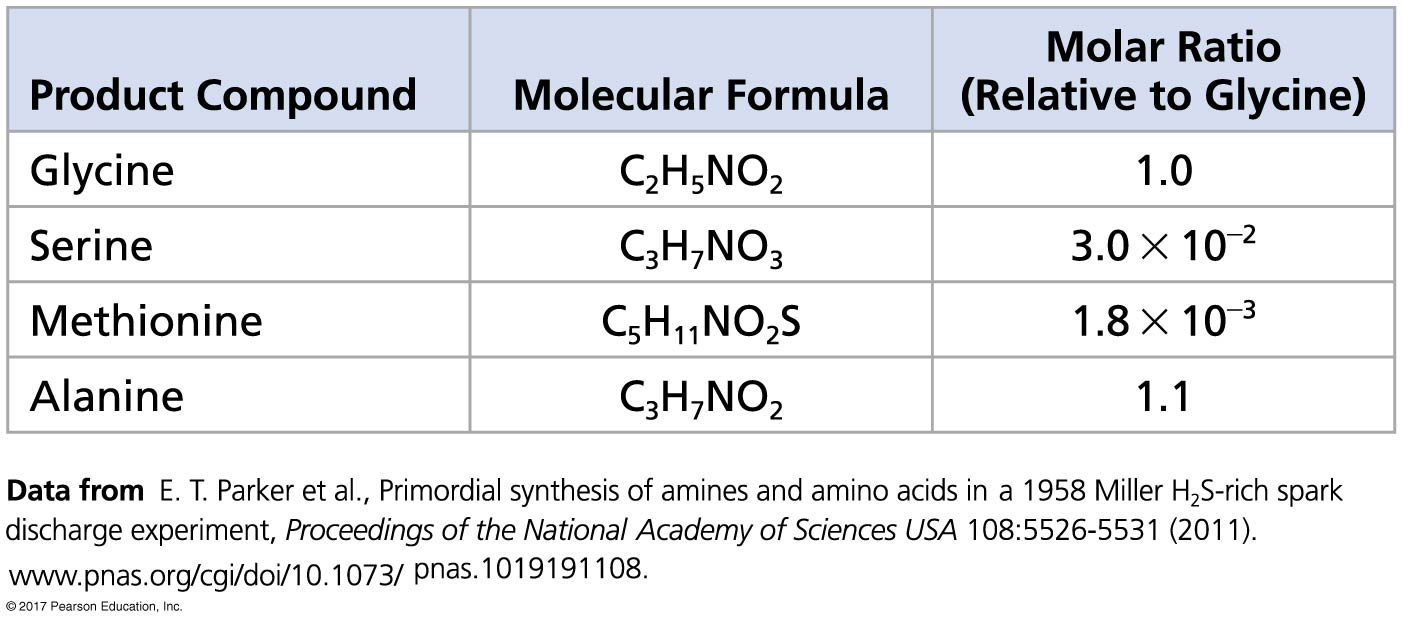 Product Compound Molecular Formula Molar Ratio (Relative to Glycine)
Glycine C₂H₅NO₂ 1.0
Serine C₃H₇NO₃ 3.0 × 10⁻²
Methionine C₅H₁₁NO₂S 1.8 × 10⁻³
Alanine C₃H₇NO₂ 1.1
Data from E. T. Parker et al., Primordial synthesis of amines and amino acids in a 1958 Miller H₂S-rich spark
discharge experiment, Proceedings of the National Academy of Sciences USA 108:5526-5531 (2011).
www.pnas.org/cgi/doi/10.1073/ pnas.1019191108.
© 2017 Pearson Education, Inc.